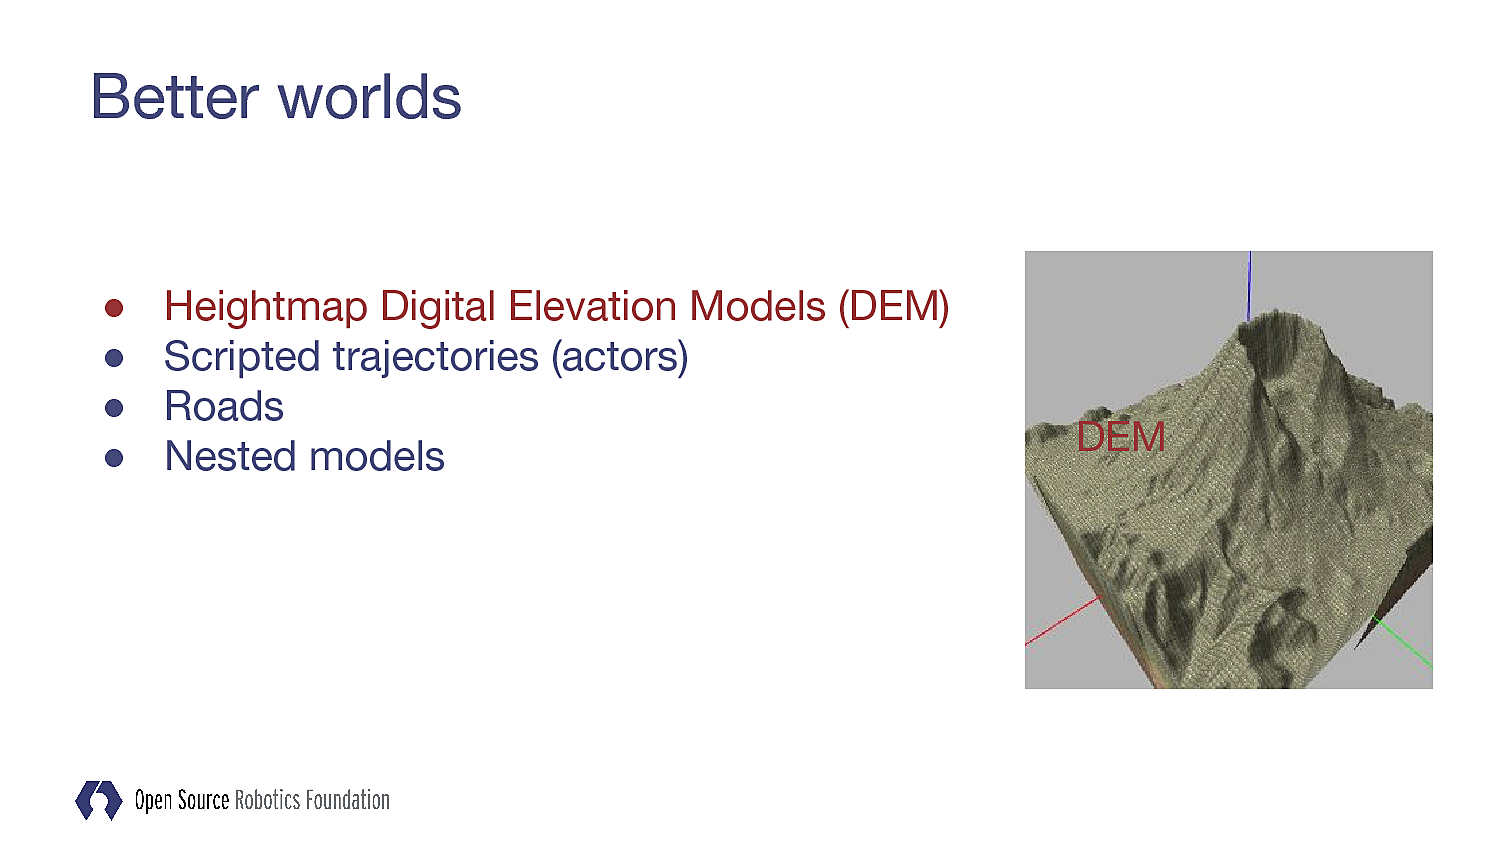 Better worlds
● Heightmap Digital Elevation Models (DEM)
● Scripted trajectories (actors)
● Roads
● Nested models
DEM
Open Source Robotics Foundation